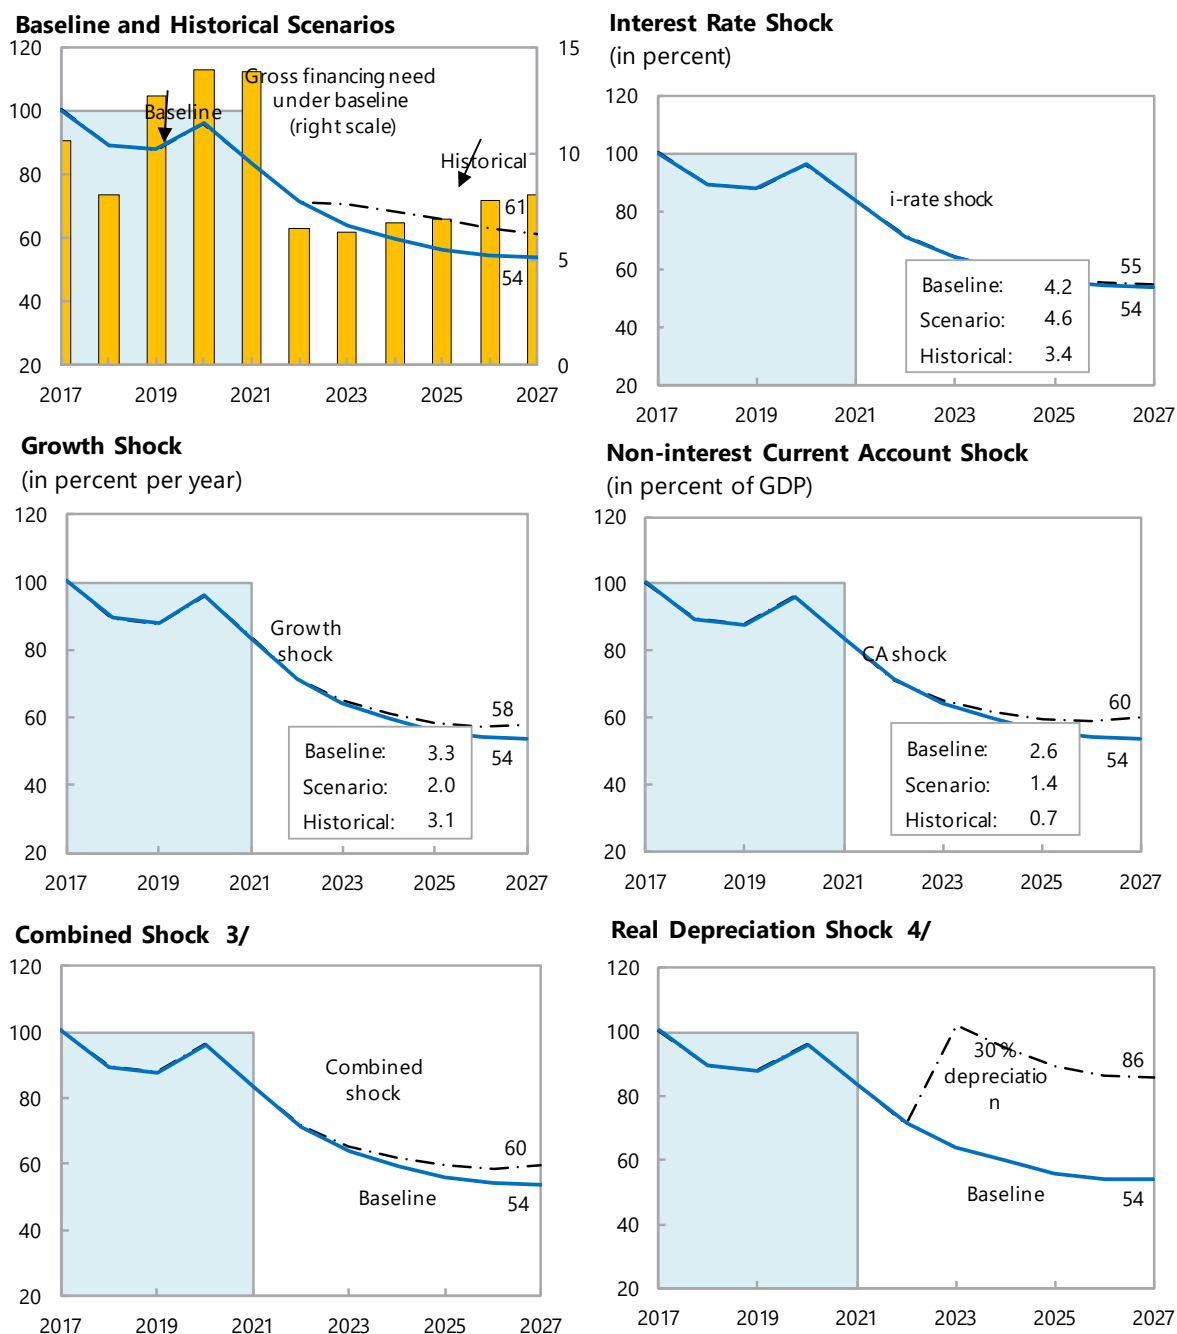 Baseline and Historical Scenarios
120
100
80
60
40
20
15
10
5
0
Gross financing need
under baseline
(right scale)
Baseline
Historical
61
54
2017 2019 2021 2023 2025 2027
Interest Rate Shock
(in percent)
120
100
80
60
40
20
i-rate shock
55
54
Baseline: 4.2
Scenario: 4.6
Historical: 3.4
2017 2019 2021 2023 2025 2027
Growth Shock
(in percent per year)
120
100
80
60
40
20
Growth
shock
58
54
Baseline: 3.3
Scenario: 2.0
Historical: 3.1
2017 2019 2021 2023 2025 2027
Non-interest Current Account Shock
(in percent of GDP)
120
100
80
60
40
20
CA shock
60
54
Baseline: 2.6
Scenario: 1.4
Historical: 0.7
2017 2019 2021 2023 2025 2027
Combined Shock 3/
120
100
80
60
40
20
Combined
shock
60
Baseline
54
2017 2019 2021 2023 2025 2027
Real Depreciation Shock 4/
120
100
80
60
40
20
30 %
depreciatio
n
86
Baseline
54
2017 2019 2021 2023 2025 2027